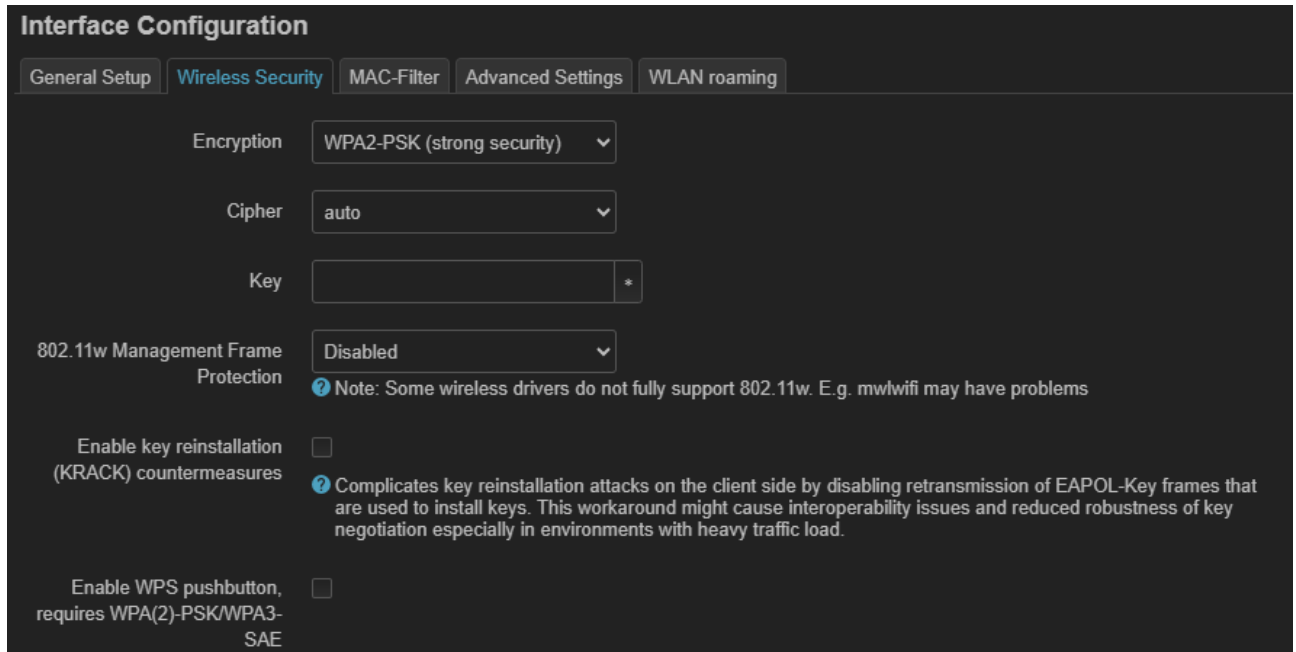 Interface Configuration
General Setup Wireless Security MAC-Filter Advanced Settings WLAN roaming
Encryption WPA2-PSK (strong security)
Cipher auto
Key *
802.11w Management Frame Disabled
Protection
Note: Some wireless drivers do not fully support 802.11w. E.g. mwlwifi may have problems
Enable key reinstallation
(KRACK) countermeasures
Complicates key reinstallation attacks on the client side by disabling retransmission of EAPOL-Key frames that
are used to install keys. This workaround might cause interoperability issues and reduced robustness of key
negotiation especially in environments with heavy traffic load.
Enable WPS pushbutton,
requires WPA(2)-PSK/WPA3-
SAE